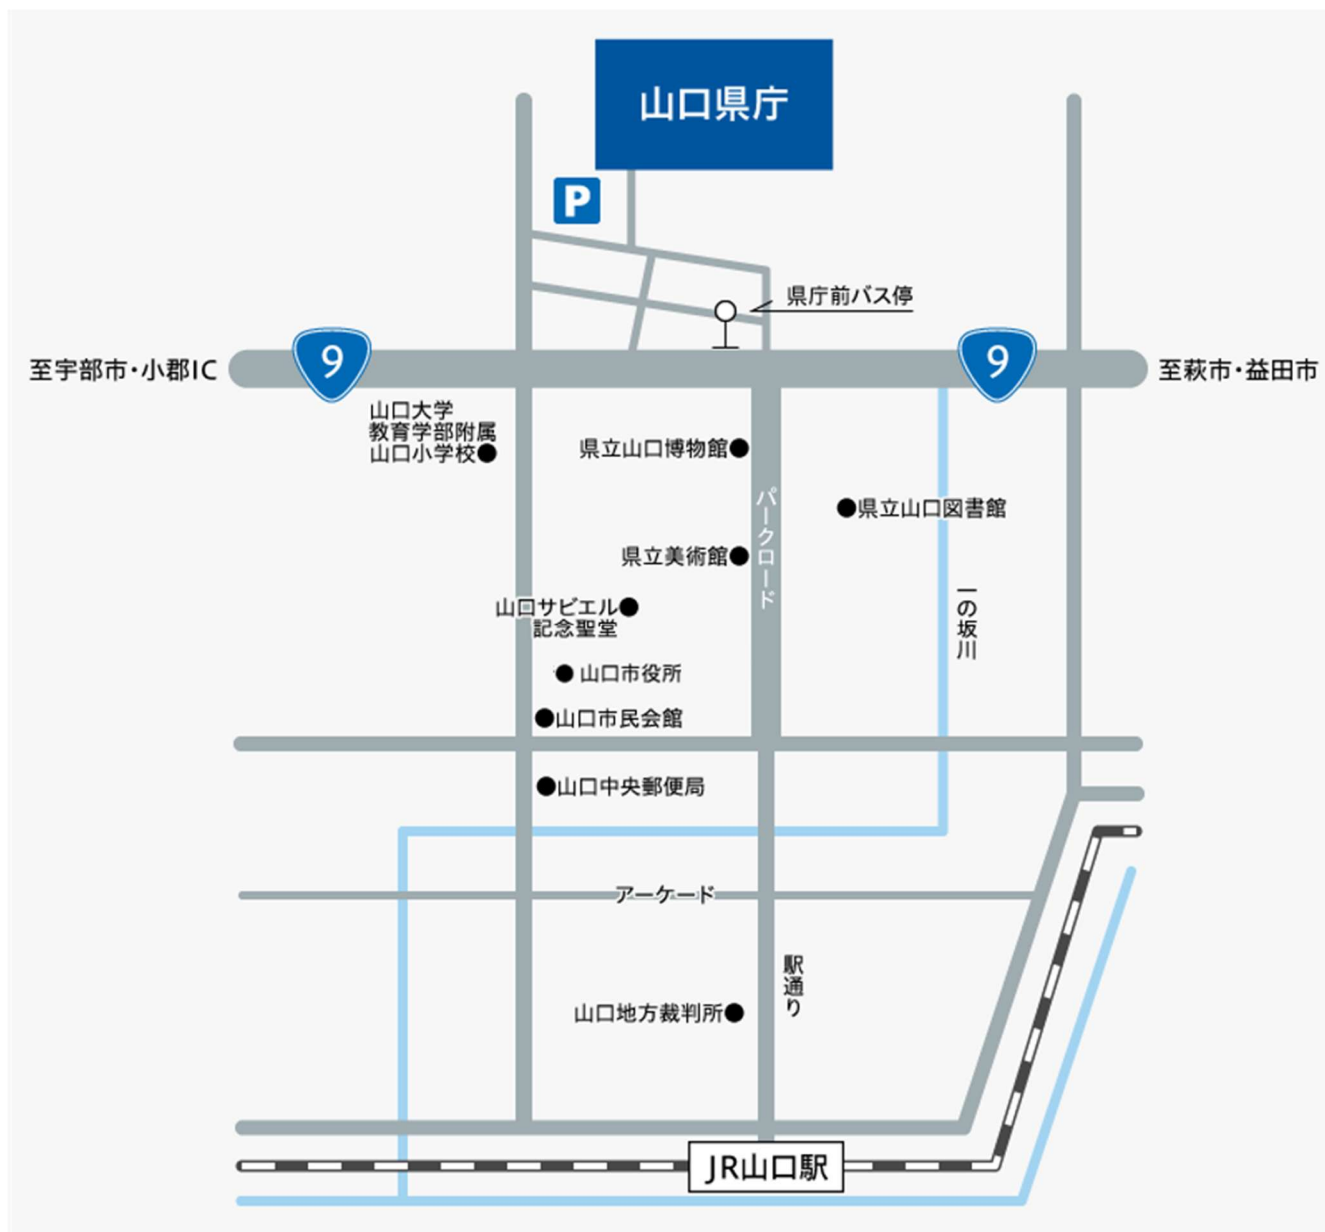 山口県庁
P
県庁前バス停
9
9
至宇部市・小郡IC
至萩市・益田市
山口大学
教育学部附属
山口小学校
県立山口博物館
パークロード
県立山口図書館
県立美術館
一の坂川
山口サビエル
記念聖堂
山口市役所
山口市民会館
山口中央郵便局
アーケード
駅通り
山口地方裁判所
JR山口駅